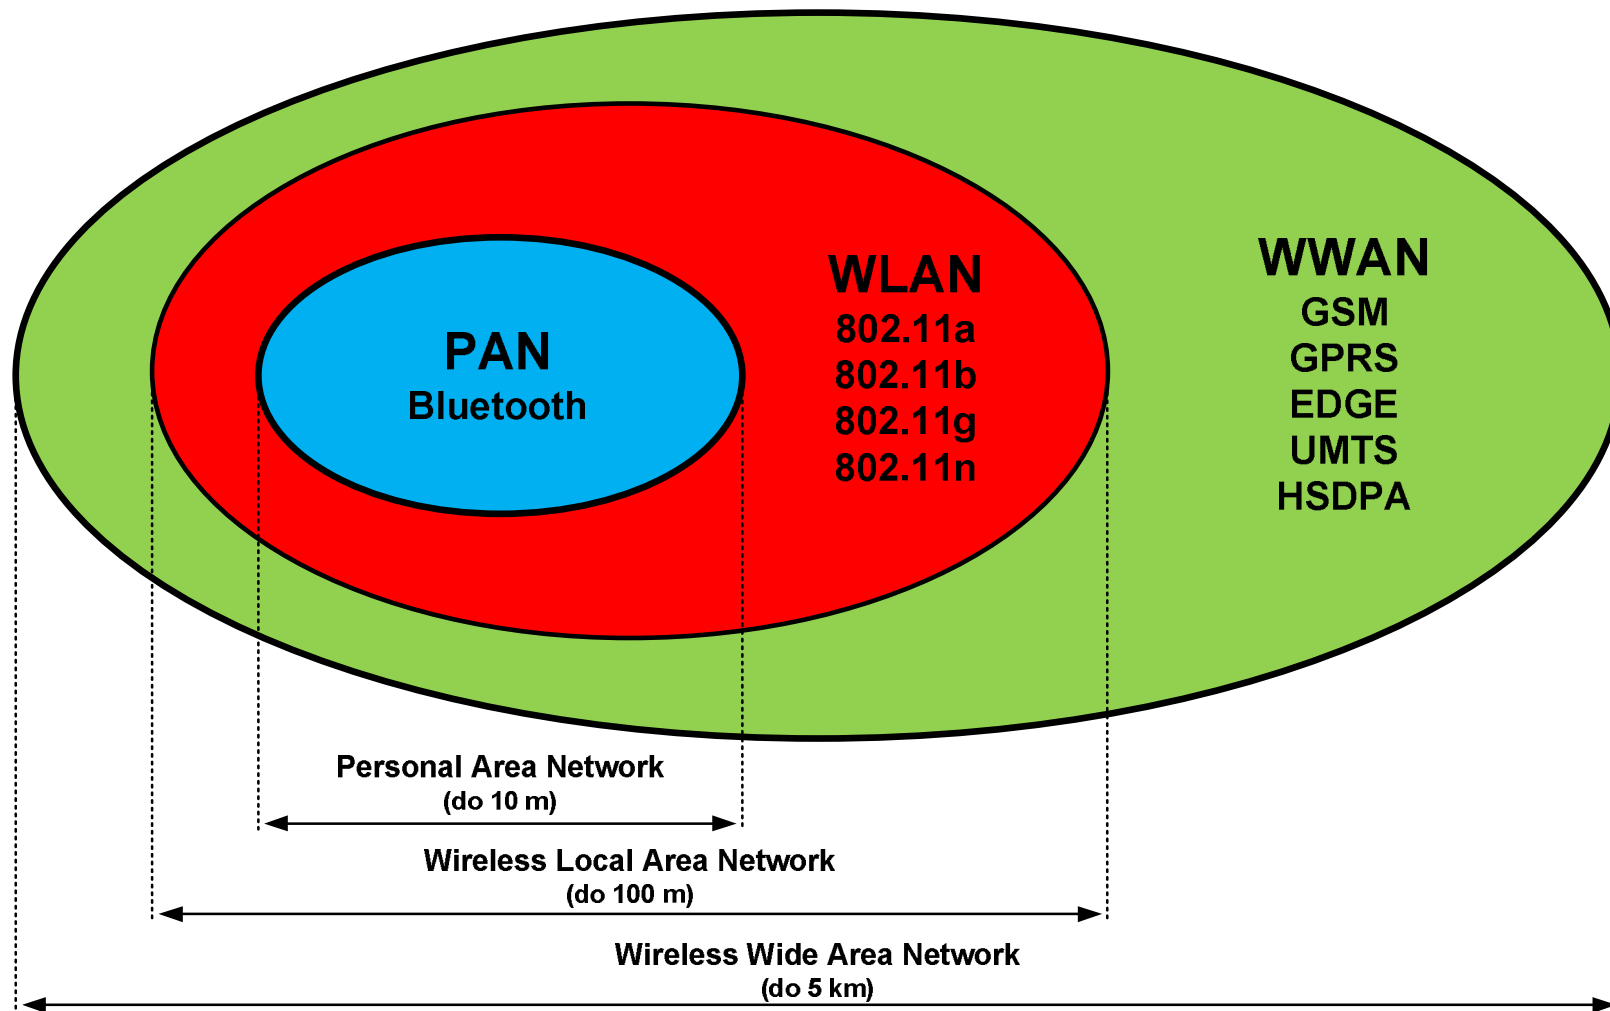 PAN
Bluetooth
WLAN
802.11a
802.11b
802.11g
802.11n
WWAN
GSM
GPRS
EDGE
UMTS
HSDPA
Personal Area Network
(do 10 m)
Wireless Local Area Network
(do 100 m)
Wireless Wide Area Network
(do 5 km)